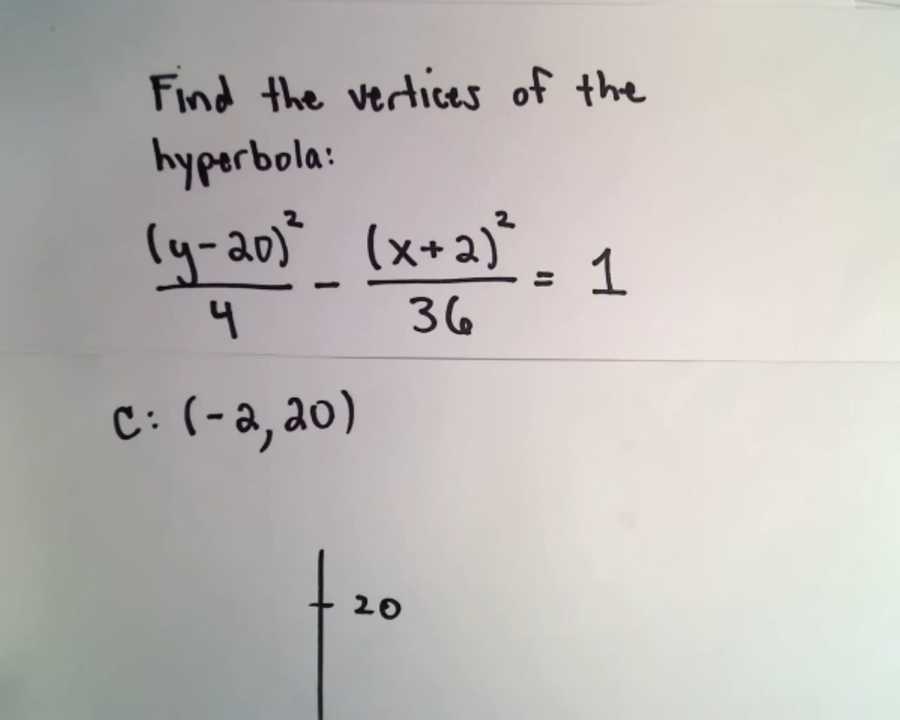 Find the vertices of the
hyperbola:
(y-20)²/4 - (x+2)²/36 = 1
C: (-2, 20)
20